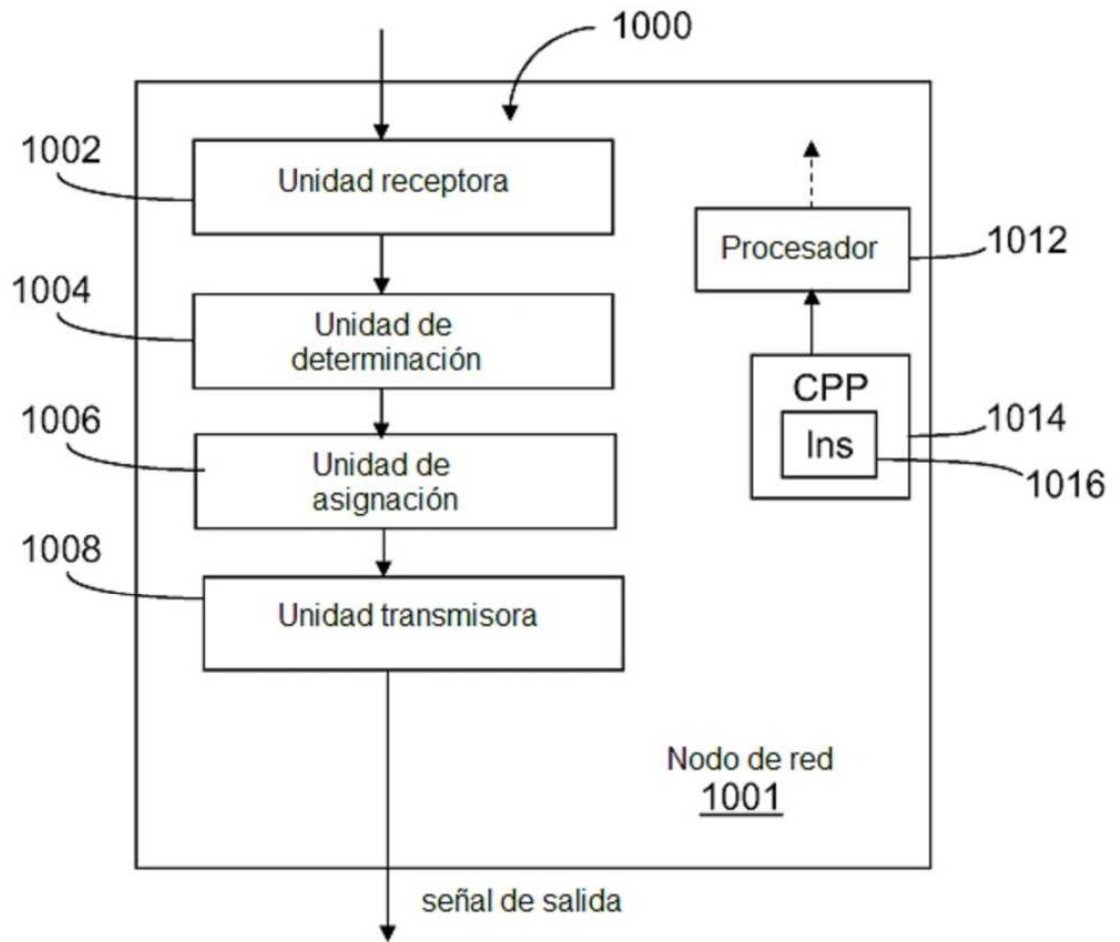 1000
1002
Unidad receptora
Procesador
1012
1004
Unidad de
determinación
CPP
1014
Ins
1016
1006
Unidad de
asignación
1008
Unidad transmisora
Nodo de red
1001
señal de salida